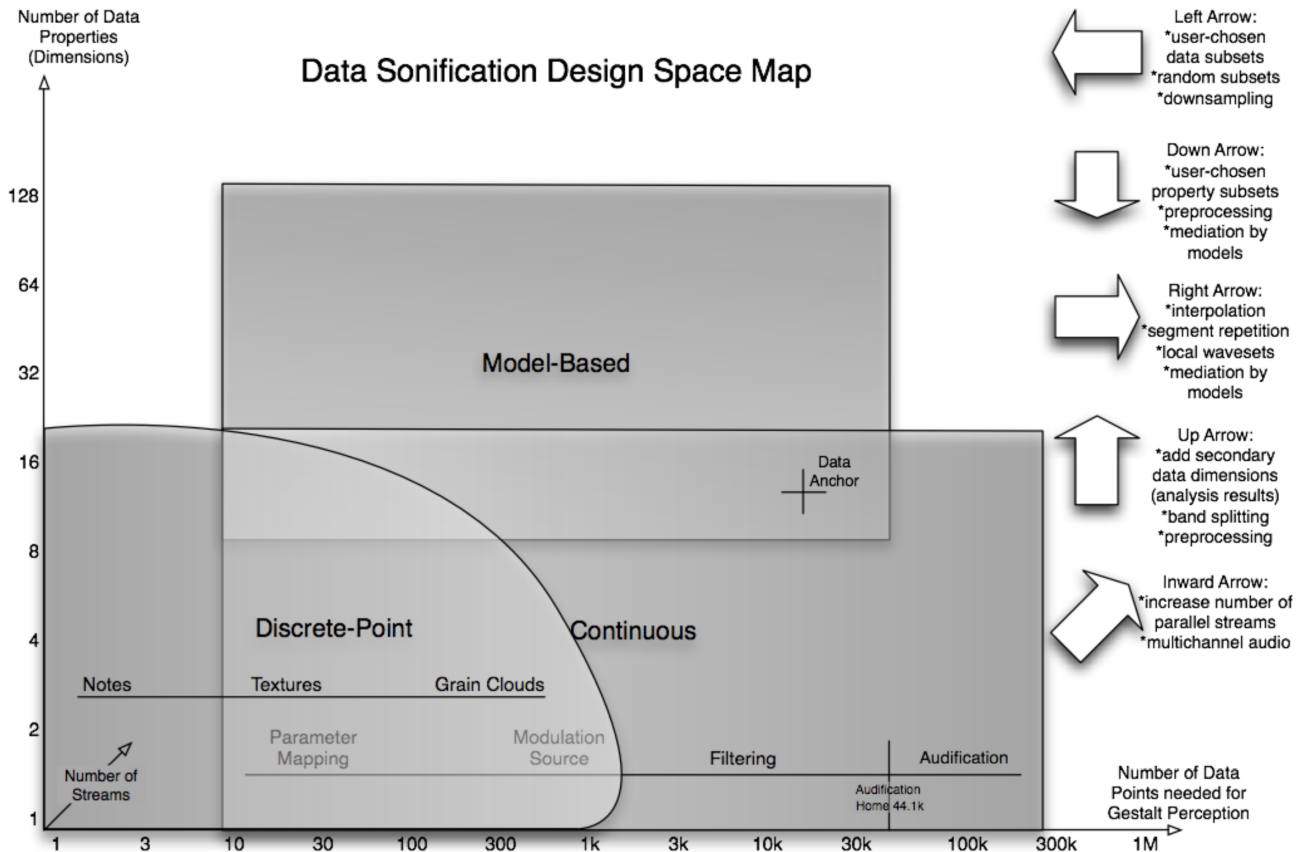 Number of Data
Properties
(Dimensions)
Data Sonification Design Space Map
128
64
32
16
8
4
2
1
Model-Based
Data
Anchor
Discrete-Point
Continuous
Notes
Textures
Grain Clouds
Parameter
Mapping
Modulation
Source
Filtering
Audification
Number of
Streams
Audification
Home 44.1k
Number of Data
Points needed for
Gestalt Perception
1
3
10
30
100
300
1k
3k
10k
30k
100k
300k
1M
Left Arrow:
*user-chosen
data subsets
*random subsets
*downsampling
Down Arrow:
*user-chosen
property subsets
*preprocessing
*mediation by
models
Right Arrow:
*interpolation
*segment repetition
*local wavesets
*mediation by
models
Up Arrow:
*add secondary
data dimensions
(analysis results)
*band splitting
*preprocessing
Inward Arrow:
*increase number of
parallel streams
*multichannel audio